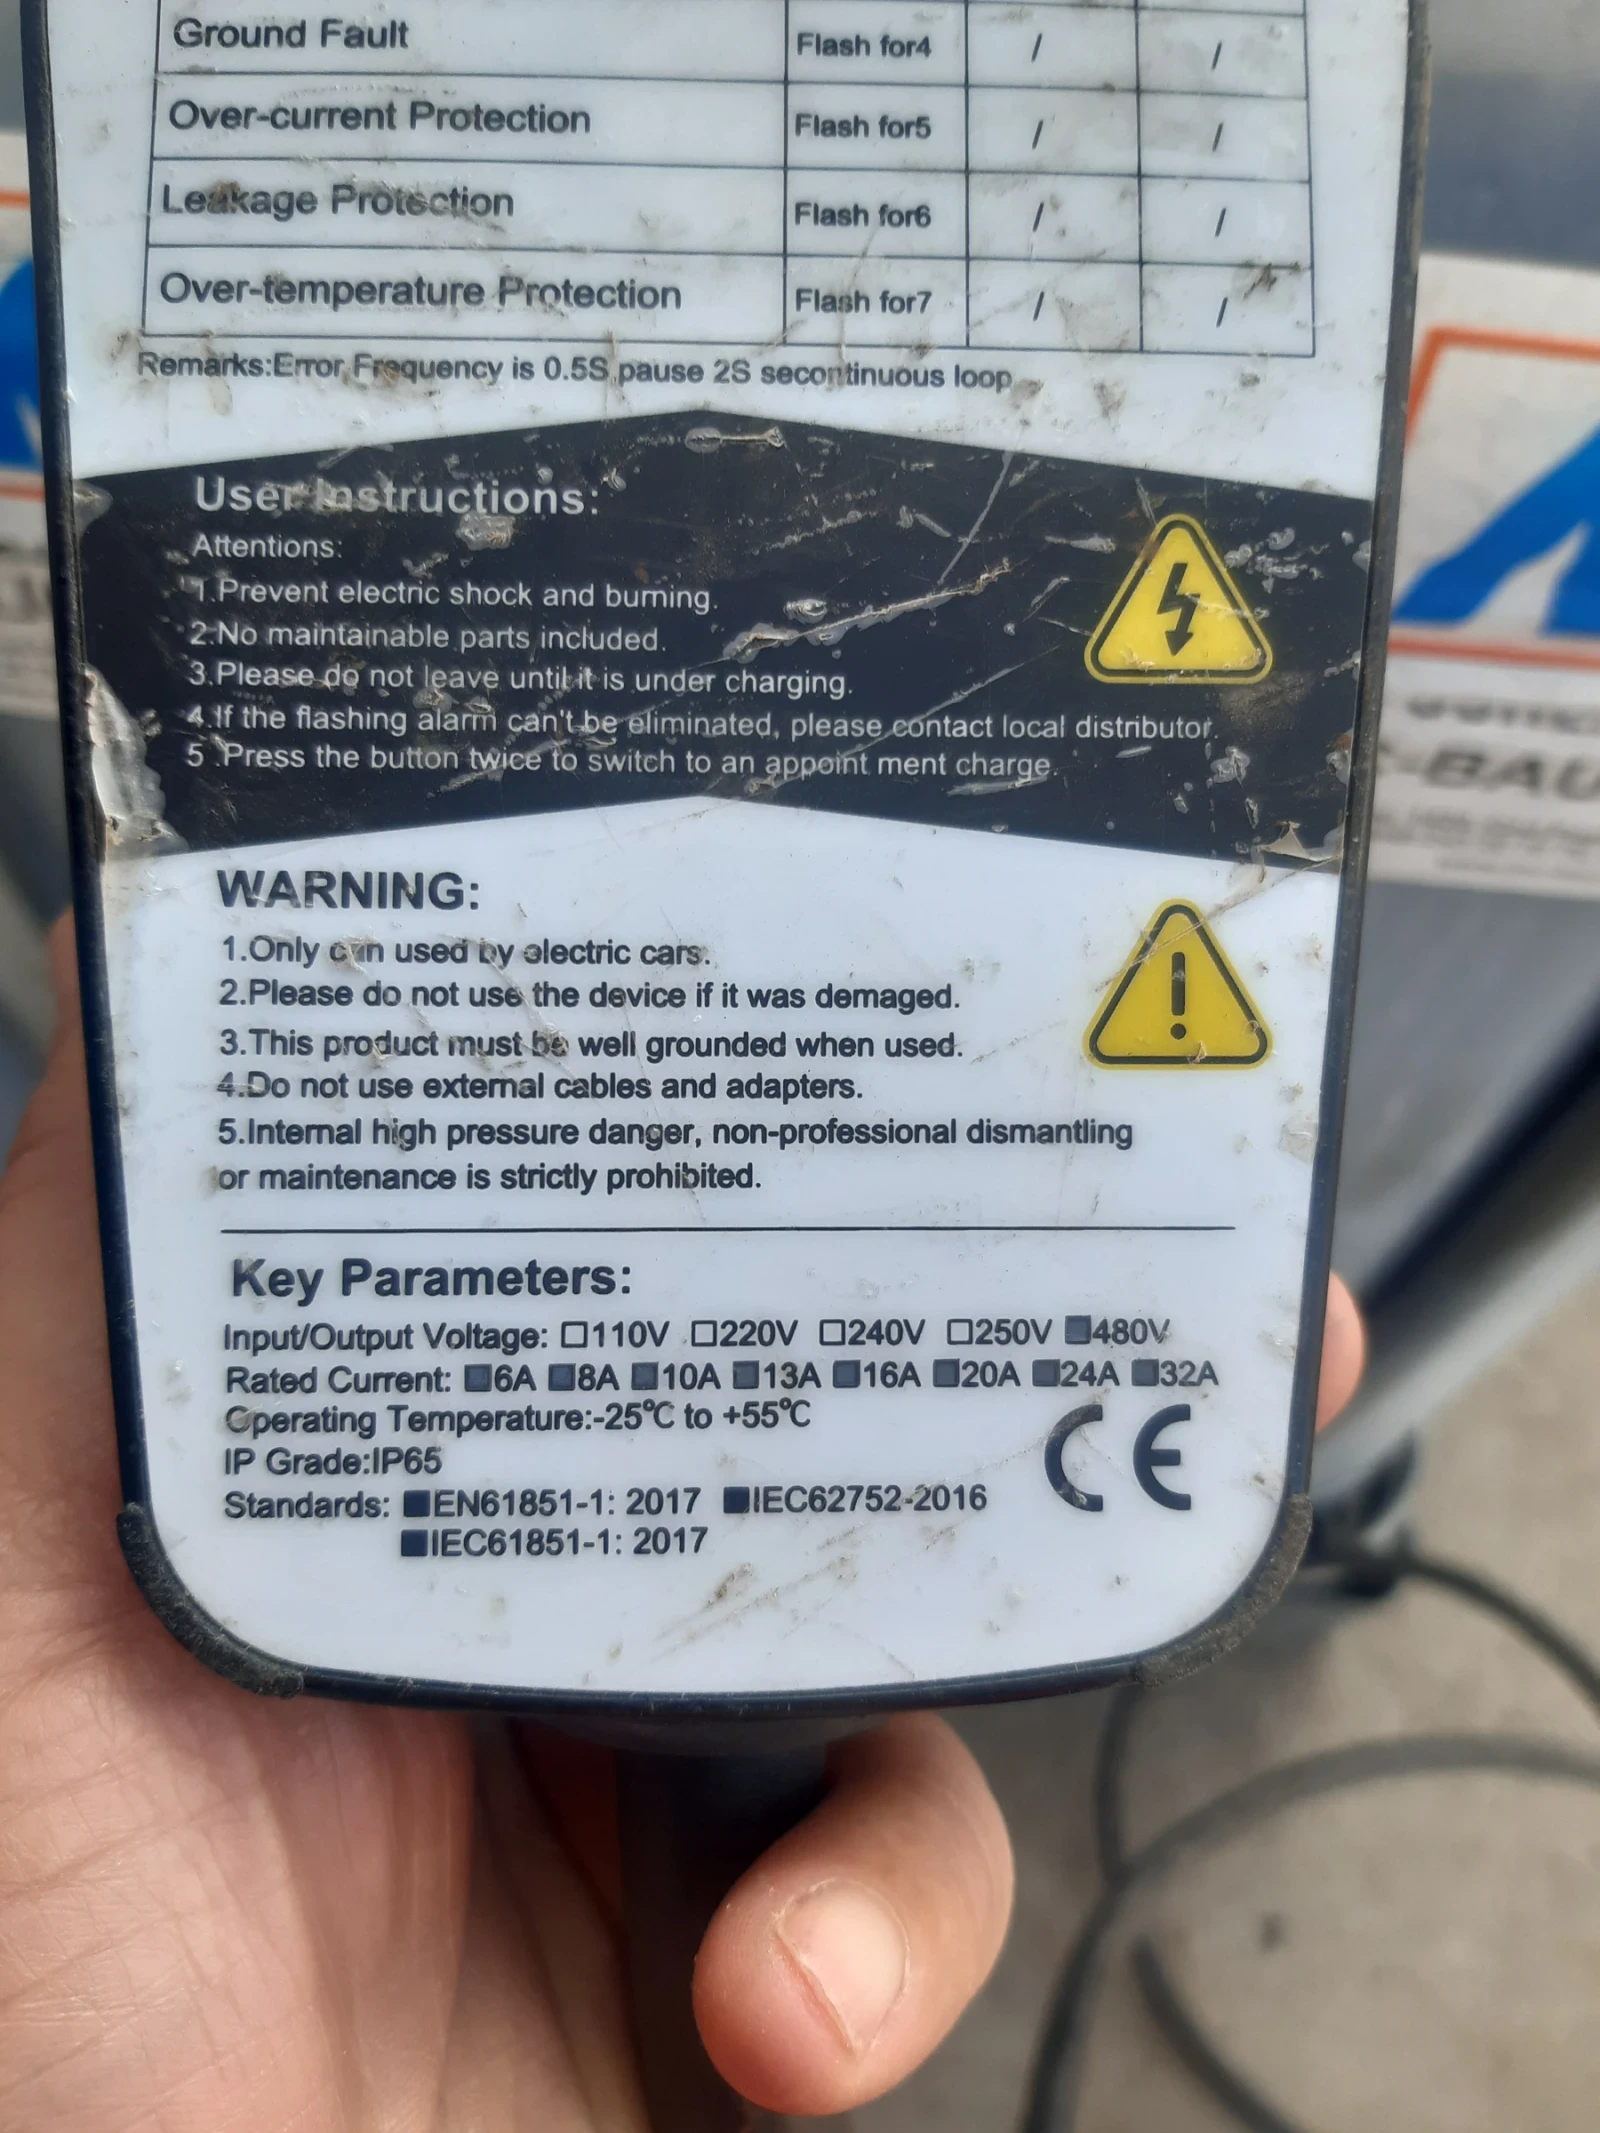 Ground Fault Flash for4 / /
Over-current Protection Flash for5 / /
Leakage Protection Flash for6 / /
Over-temperature Protection Flash for7 / /
Remarks:Error Frequency is 0.5S,pause 2S secontinuous loop
User Instructions:
Attentions:
1.Prevent electric shock and burning.
2.No maintainable parts included.
3.Please do not leave until it is under charging.
4.If the flashing alarm can't be eliminated, please contact local distributor.
5 .Press the button twice to switch to an appoint ment charge.
WARNING:
1.Only can used by electric cars.
2.Please do not use the device if it was demaged.
3.This product must be well grounded when used.
4.Do not use external cables and adapters.
5.Internal high pressure danger, non-professional dismantling
or maintenance is strictly prohibited.
Key Parameters:
Input/Output Voltage: □110V □220V □240V □250V ■480V
Rated Current: ■6A ■8A ■10A ■13A ■16A ■20A ■24A ■32A
Operating Temperature:-25℃ to +55℃
IP Grade:IP65
Standards: ■EN61851-1: 2017 ■IEC62752-2016
■IEC61851-1: 2017
CE
-BAU